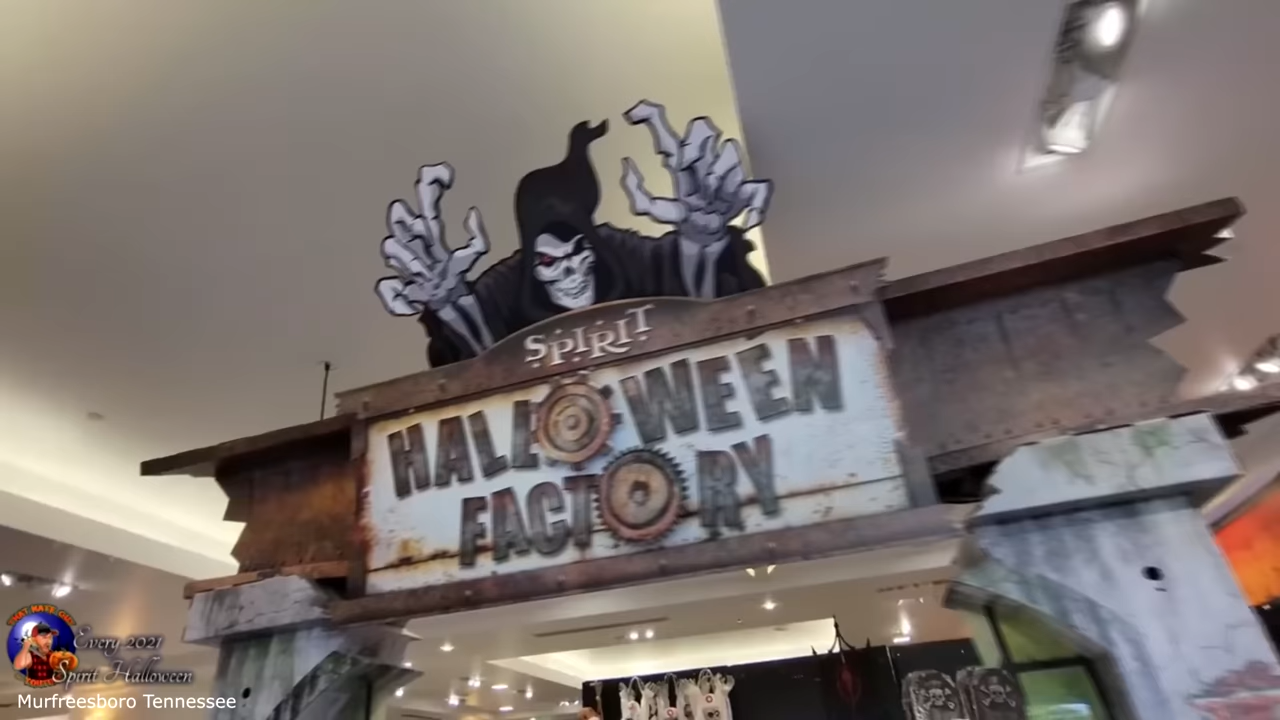 SPIRIT
HALLOWEEN
FACTORY
Every 2021
Spirit Halloween
Murfreesboro Tennessee